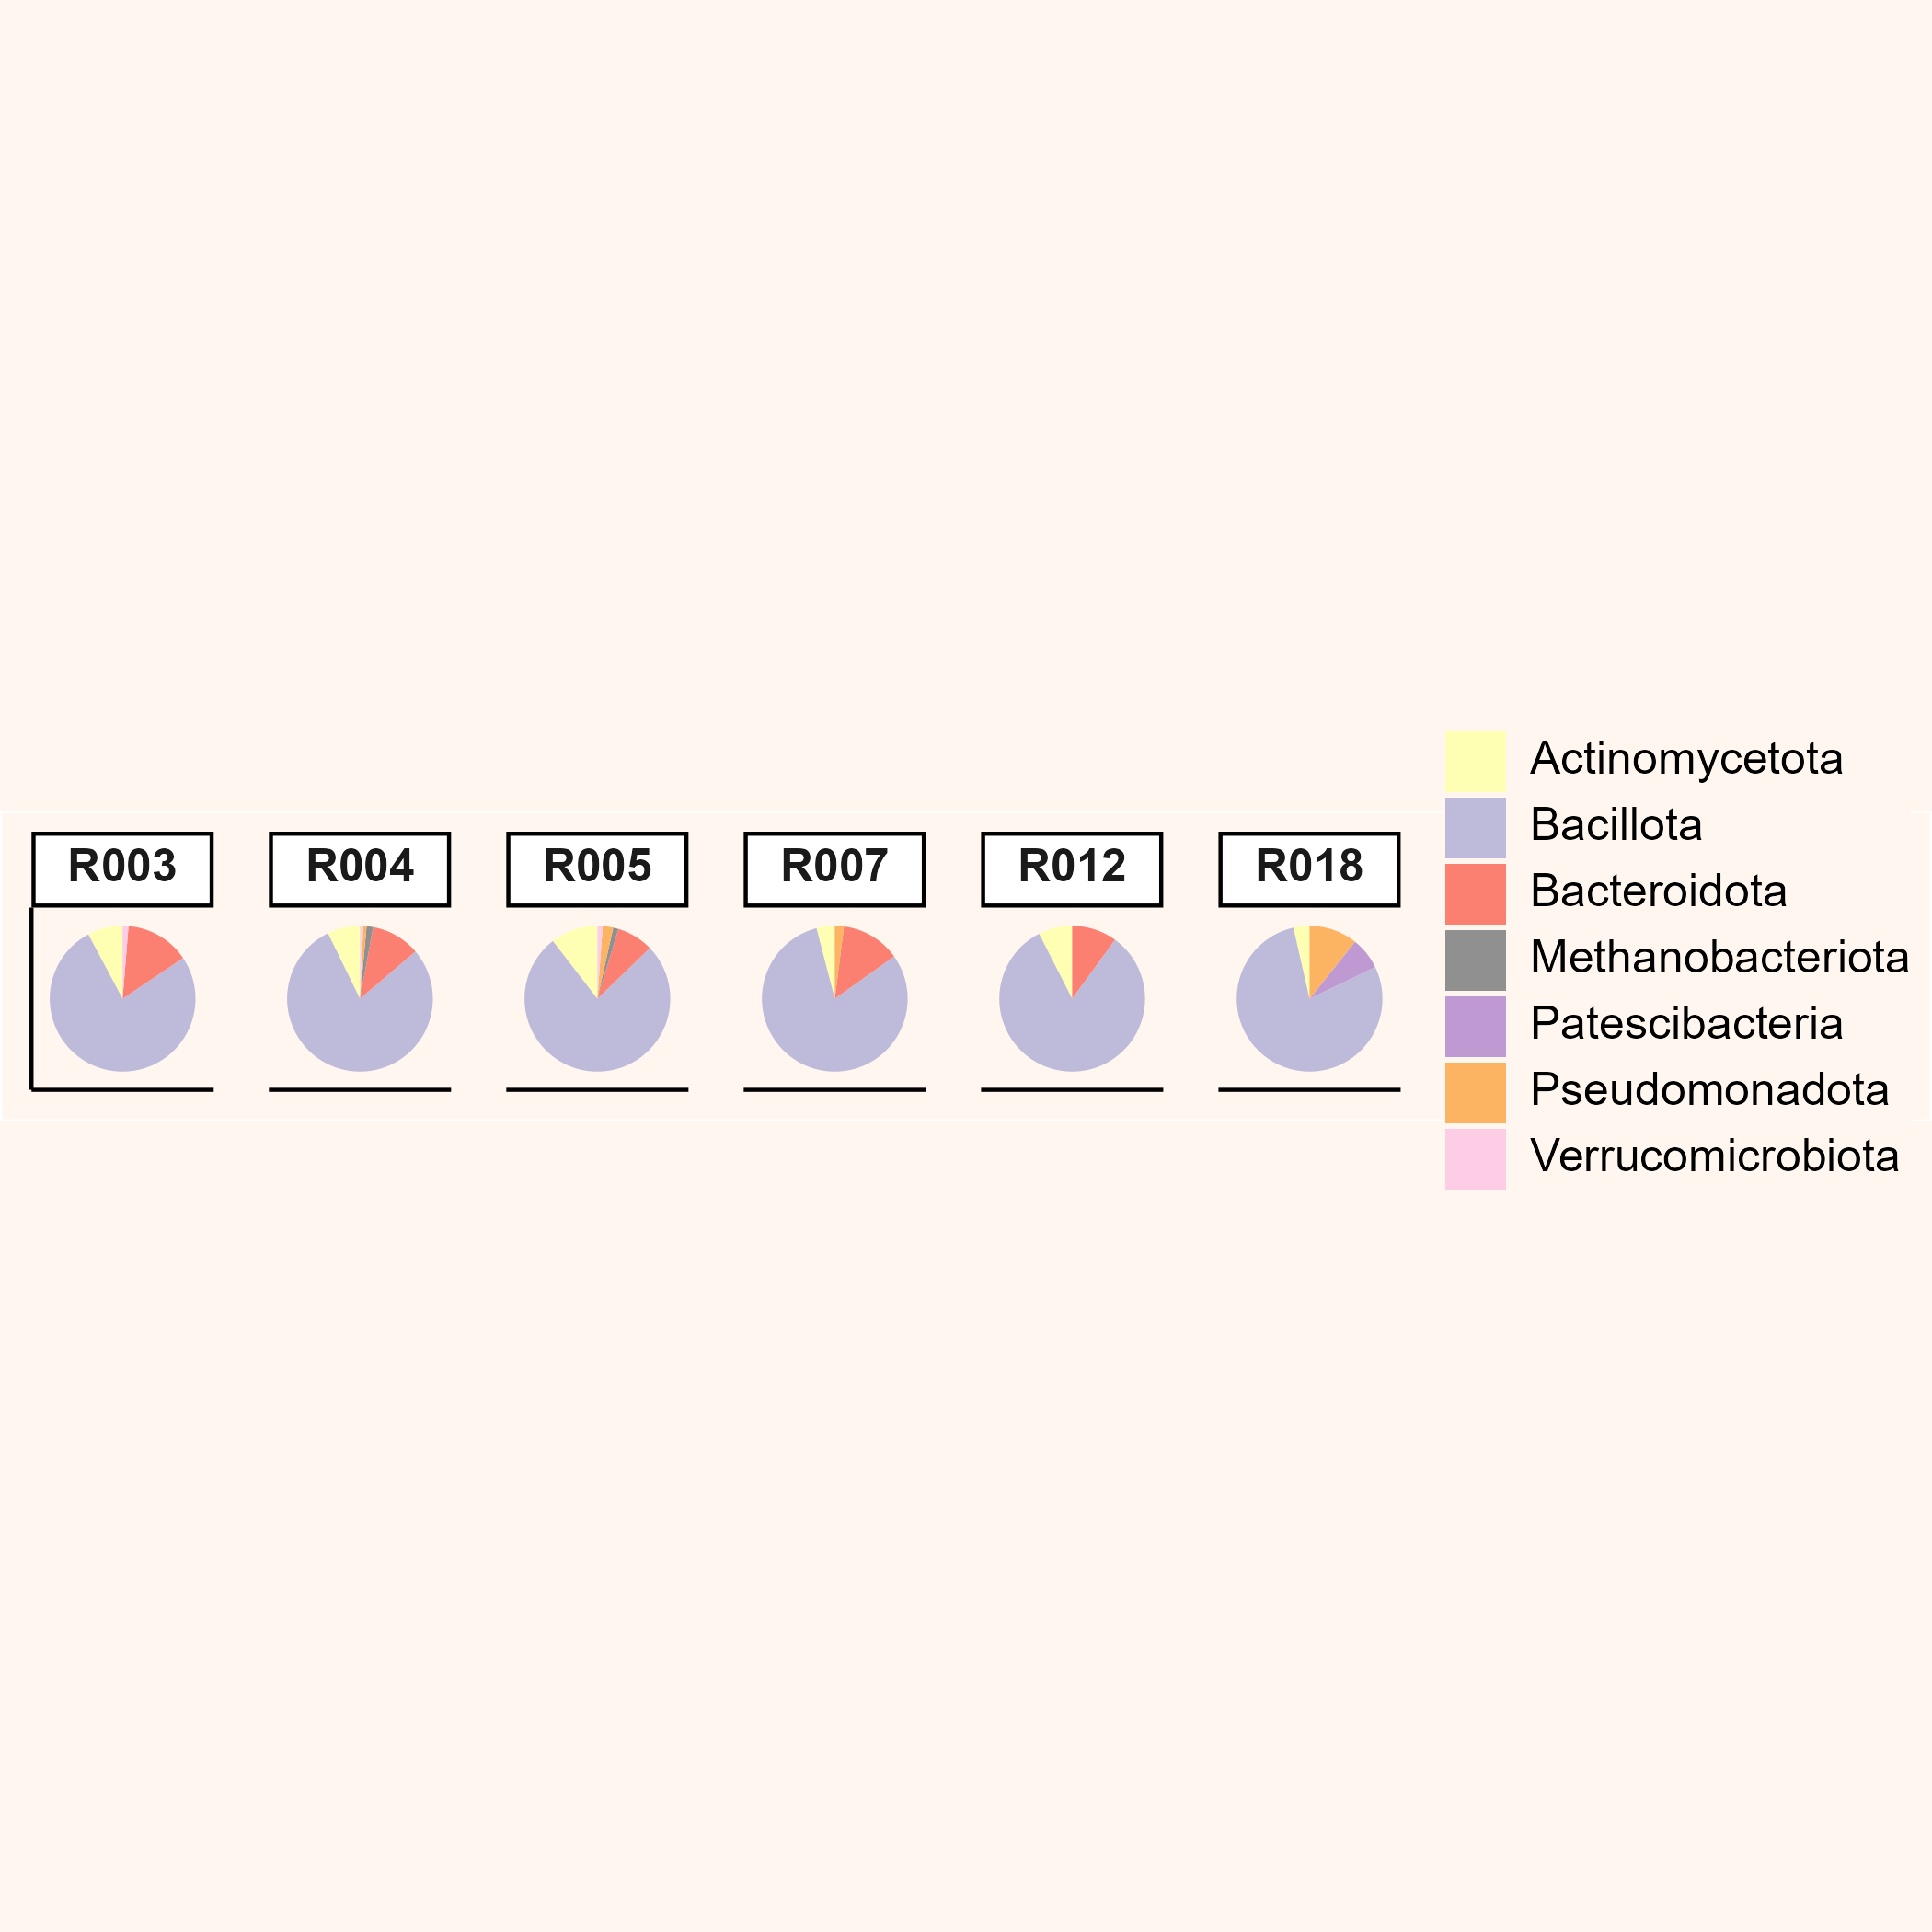 R003
R004
R005
R007
R012
R018
Actinomycetota
Bacillota
Bacteroidota
Methanobacteriota
Patescibacteria
Pseudomonadota
Verrucomicrobiota